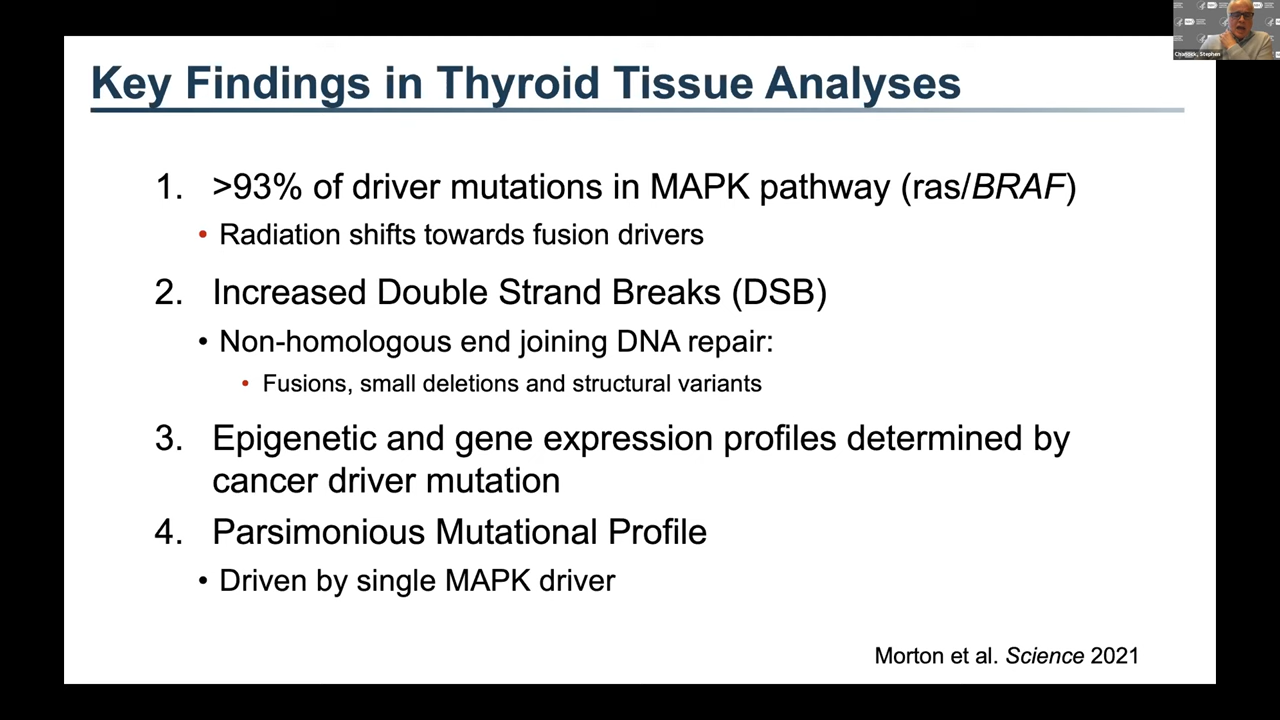 Chanock, Stephen
Key Findings in Thyroid Tissue Analyses
1. >93% of driver mutations in MAPK pathway (ras/BRAF)
• Radiation shifts towards fusion drivers
2. Increased Double Strand Breaks (DSB)
• Non-homologous end joining DNA repair:
• Fusions, small deletions and structural variants
3. Epigenetic and gene expression profiles determined by
cancer driver mutation
4. Parsimonious Mutational Profile
• Driven by single MAPK driver
Morton et al. Science 2021